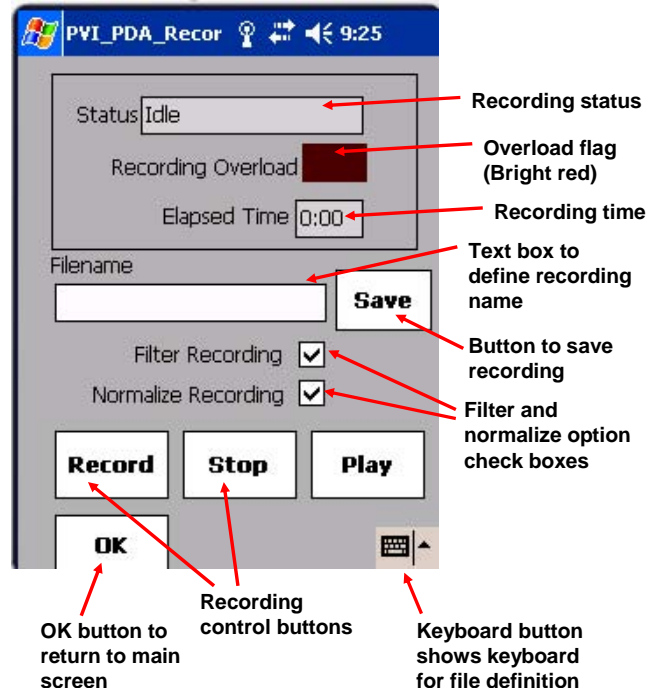 PVI_PDA_Recor 9:25
Status Idle
Recording status
Recording Overload
Overload flag
(Bright red)
Elapsed Time 0:00
Recording time
Filename
Text box to
define recording
name
Save
Button to save
recording
Filter Recording
Normalize Recording
Filter and
normalize option
check boxes
Record Stop Play
OK
OK button to
return to main
screen
Recording
control buttons
Keyboard button
shows keyboard
for file definition